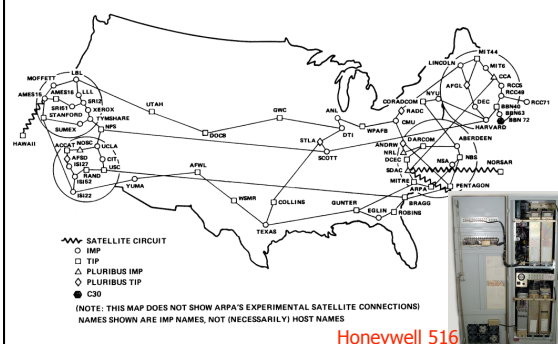 MIT44
LBL
LINCOLN
MIT6
MOFFETT
AMES16
LLL
CCA
RCC5
AMES15
SRI2
RCC49
SRI51
XEROX
AFGL
RCC71
UTAH
CORADCOM
NYU
DEC
BBN40
STANFORD
TYMSHARE
GWC
ANL
RADC
BBN63
SUMEX
NPS
CMU
HARVARD
BBN 72
WPAFB
HAWAII
DOCB
DTI
ACCAT
NOSC
UCLA
STLA
ANDRW
DARCOM
ABERDEEN
AFSD
NRL
ISI27
CIT
SCOTT
DCEC
NBS
RAND
USC
AFWL
NSA
NORSAR
ISI52
SDAC
YUMA
MITRE
ISI22
ARPA
PENTAGON
WSMR
COLLINS
GUNTER
BRAGG
EGLIN
ROBINS
TEXAS
SATELLITE CIRCUIT
IMP
TIP
PLURIBUS IMP
PLURIBUS TIP
C30
(NOTE: THIS MAP DOES NOT SHOW ARPA'S EXPERIMENTAL SATELLITE CONNECTIONS)
NAMES SHOWN ARE IMP NAMES, NOT (NECESSARILY) HOST NAMES
Honeywell 516